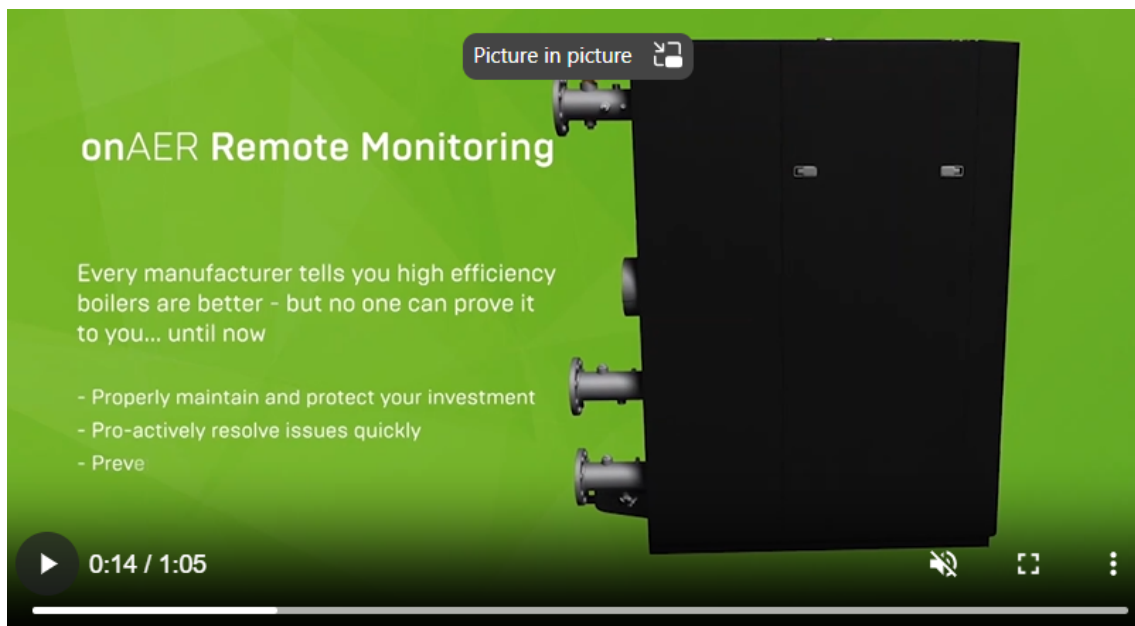 Picture in picture
onAER Remote Monitoring
Every manufacturer tells you high efficiency
boilers are better - but no one can prove it
to you... until now
- Properly maintain and protect your investment
- Pro-actively resolve issues quickly
- Preve
0:14 / 1:05